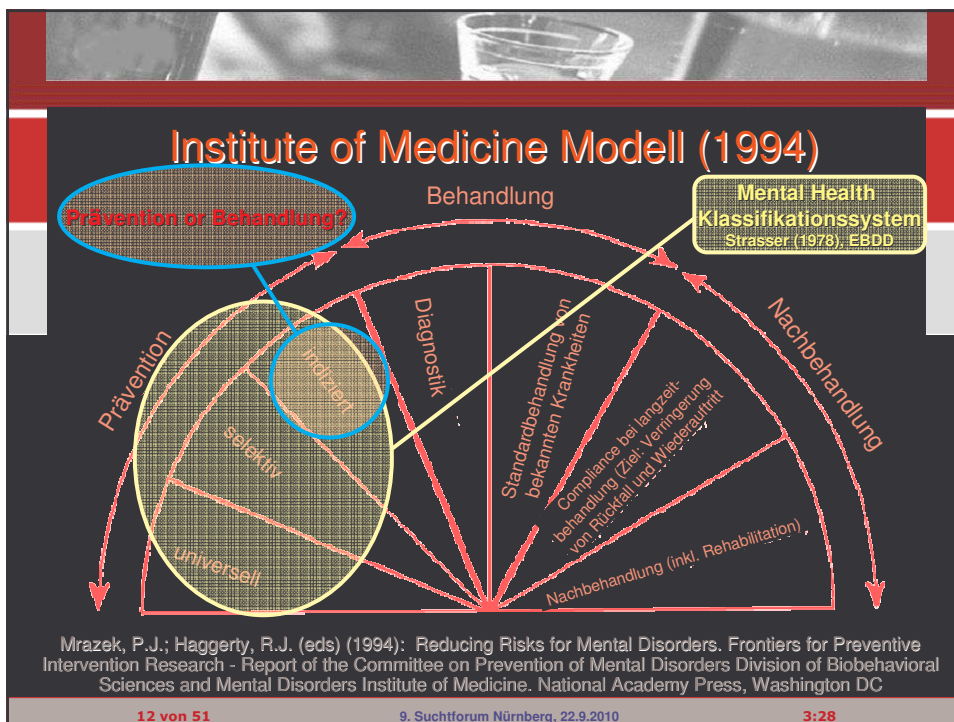 Institute of Medicine Modell (1994)
Prävention or Behandlung?
Behandlung
Mental Health
Klassifikationssystem
Strasser (1978), EBDD
Prävention
Nachbehandlung
universell
selektiv
indiziert
Diagnostik
Standardbehandlung von
bekannten Krankheiten
Compliance bei langzeit-
behandlung (Ziel: Verringerung
von Rückfall und Wiederauftritt
Nachbehandlung (inkl. Rehabilitation)
Mrazek, P.J.; Haggerty, R.J. (eds) (1994): Reducing Risks for Mental Disorders. Frontiers for Preventive
Intervention Research - Report of the Committee on Prevention of Mental Disorders Division of Biobehavioral
Sciences and Mental Disorders Institute of Medicine. National Academy Press, Washington DC
12 von 51
9. Suchtforum Nürnberg, 22.9.2010
3:28